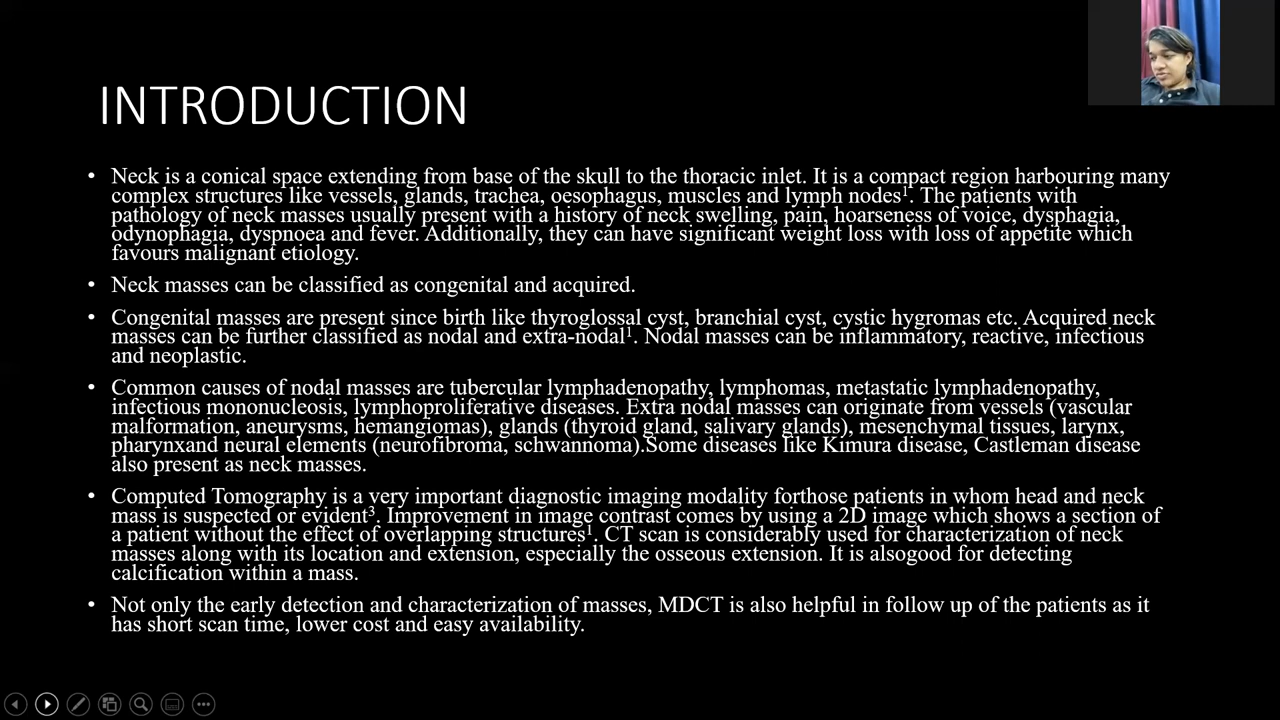 INTRODUCTION
• Neck is a conical space extending from base of the skull to the thoracic inlet. It is a compact region harbouring many
complex structures like vessels, glands, trachea, oesophagus, muscles and lymph nodes¹. The patients with
pathology of neck masses usually present with a history of neck swelling, pain, hoarseness of voice, dysphagia,
odynophagia, dyspnoea and fever. Additionally, they can have significant weight loss with loss of appetite which
favours malignant etiology.
• Neck masses can be classified as congenital and acquired.
• Congenital masses are present since birth like thyroglossal cyst, branchial cyst, cystic hygromas etc. Acquired neck
masses can be further classified as nodal and extra-nodal¹. Nodal masses can be inflammatory, reactive, infectious
and neoplastic.
• Common causes of nodal masses are tubercular lymphadenopathy, lymphomas, metastatic lymphadenopathy,
infectious mononucleosis, lymphoproliferative diseases. Extra nodal masses can originate from vessels (vascular
malformation, aneurysms, hemangiomas), glands (thyroid gland, salivary glands), mesenchymal tissues, larynx,
pharynxand neural elements (neurofibroma, schwannoma).Some diseases like Kimura disease, Castleman disease
also present as neck masses.
• Computed Tomography is a very important diagnostic imaging modality forthose patients in whom head and neck
mass is suspected or evident³. Improvement in image contrast comes by using a 2D image which shows a section of
a patient without the effect of overlapping structures¹. CT scan is considerably used for characterization of neck
masses along with its location and extension, especially the osseous extension. It is alsogood for detecting
calcification within a mass.
• Not only the early detection and characterization of masses, MDCT is also helpful in follow up of the patients as it
has short scan time, lower cost and easy availability.